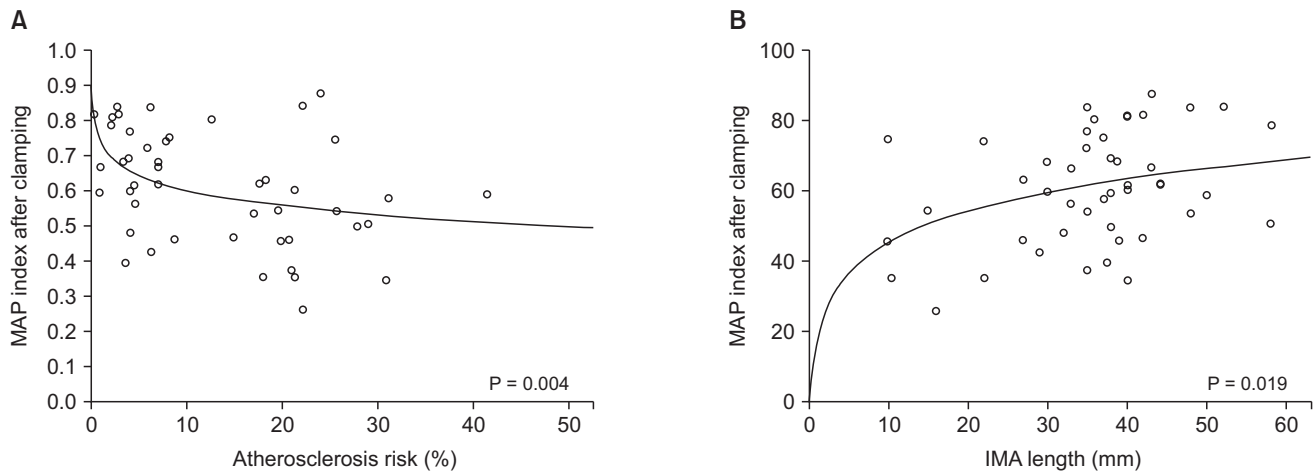 A
MAP index after clamping
1.0
0.9
0.8
0.7
0.6
0.5
0.4
0.3
0.2
0.1
0.0
P = 0.004
0 10 20 30 40 50
Atherosclerosis risk (%)
B
MAP index after clamping
100
80
60
40
20
0
P = 0.019
0 10 20 30 40 50 60
IMA length (mm)